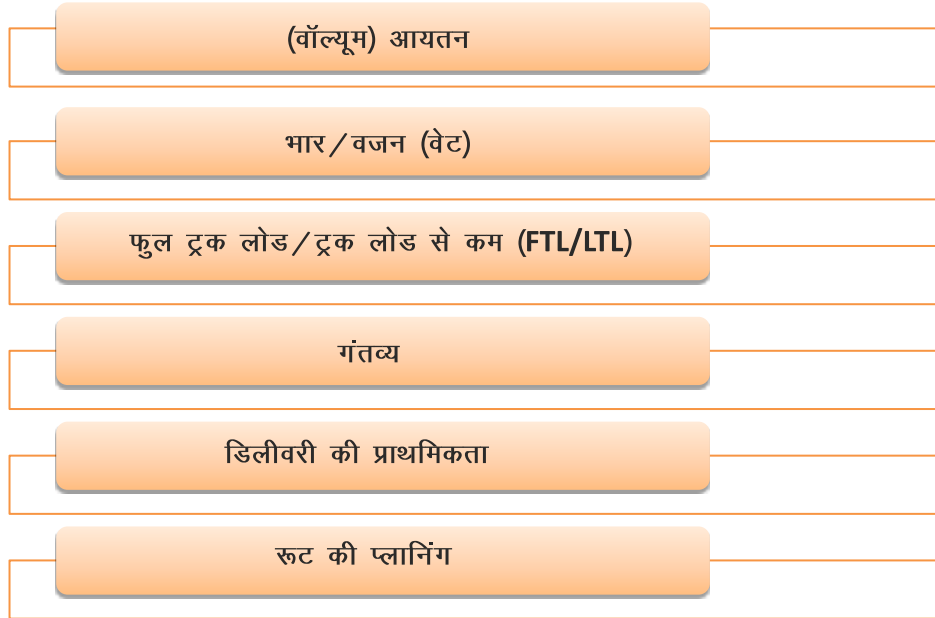 (वॉल्यूम) आयतन
भार/वजन (वेट)
फुल ट्रक लोड/ट्रक लोड से कम (FTL/LTL)
गंतव्य
डिलीवरी की प्राथमिकता
रूट की प्लानिंग